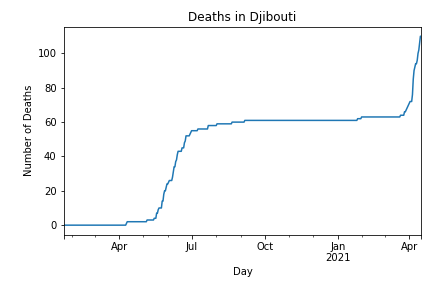 Deaths in Djibouti
Number of Deaths
100
80
60
40
20
0
Apr
Jul
Oct
Jan
2021
Apr
Day